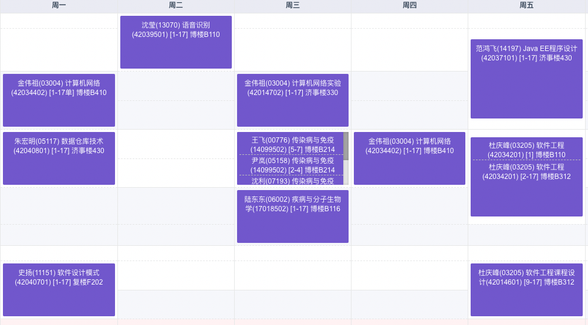 周一
周二
周三
周四
周五
沈莹(13070) 语音识别
(42039501) [1-17] 博楼B110
范鸿飞(14197) Java EE程序设计
(42037101) [1-17] 济事楼430
金伟祖(03004) 计算机网络
(42034402) [1-17单] 博楼B410
金伟祖(03004) 计算机网络实验
(42014702) [1-17] 济事楼330
朱宏明(05117) 数据仓库技术
(42040801) [1-17] 济事楼430
王飞(00776) 传染病与免疫
(14099502) [5-7] 博楼B214
尹岚(05158) 传染病与免疫
(14099502) [2-4] 博楼B214
沈利(07193) 传染病与免疫
金伟祖(03004) 计算机网络
(42034402) [1-17] 博楼B410
杜庆峰(03205) 软件工程
(42034201) [1] 博楼B110
杜庆峰(03205) 软件工程
(42034201) [2-17] 博楼B312
陆东东(06002) 疾病与分子生物
学(17018502) [1-17] 博楼B116
史扬(11151) 软件设计模式
(42040701) [1-17] 复楼F202
杜庆峰(03205) 软件工程课程设
计(42014601) [9-17] 博楼B312